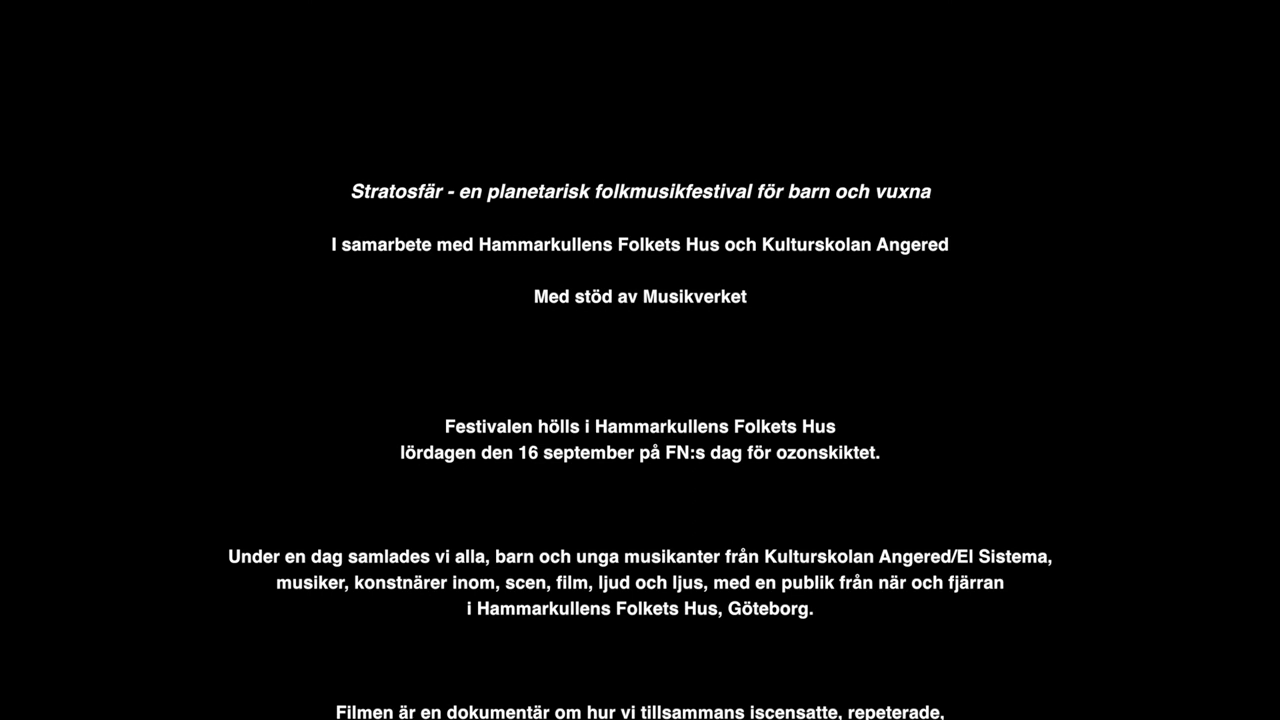 Stratosfär - en planetarisk folkmusikfestival för barn och vuxna
I samarbete med Hammarkullens Folkets Hus och Kulturskolan Angered
Med stöd av Musikverket
Festivalen hölls i Hammarkullens Folkets Hus
lördagen den 16 september på FN:s dag för ozonskiktet.
Under en dag samlades vi alla, barn och unga musikanter från Kulturskolan Angered/El Sistema,
musiker, konstnärer inom, scen, film, ljud och ljus, med en publik från när och fjärran
i Hammarkullens Folkets Hus, Göteborg.
Filmen är en dokumentär om hur vi tillsammans iscensatte, repeterade,